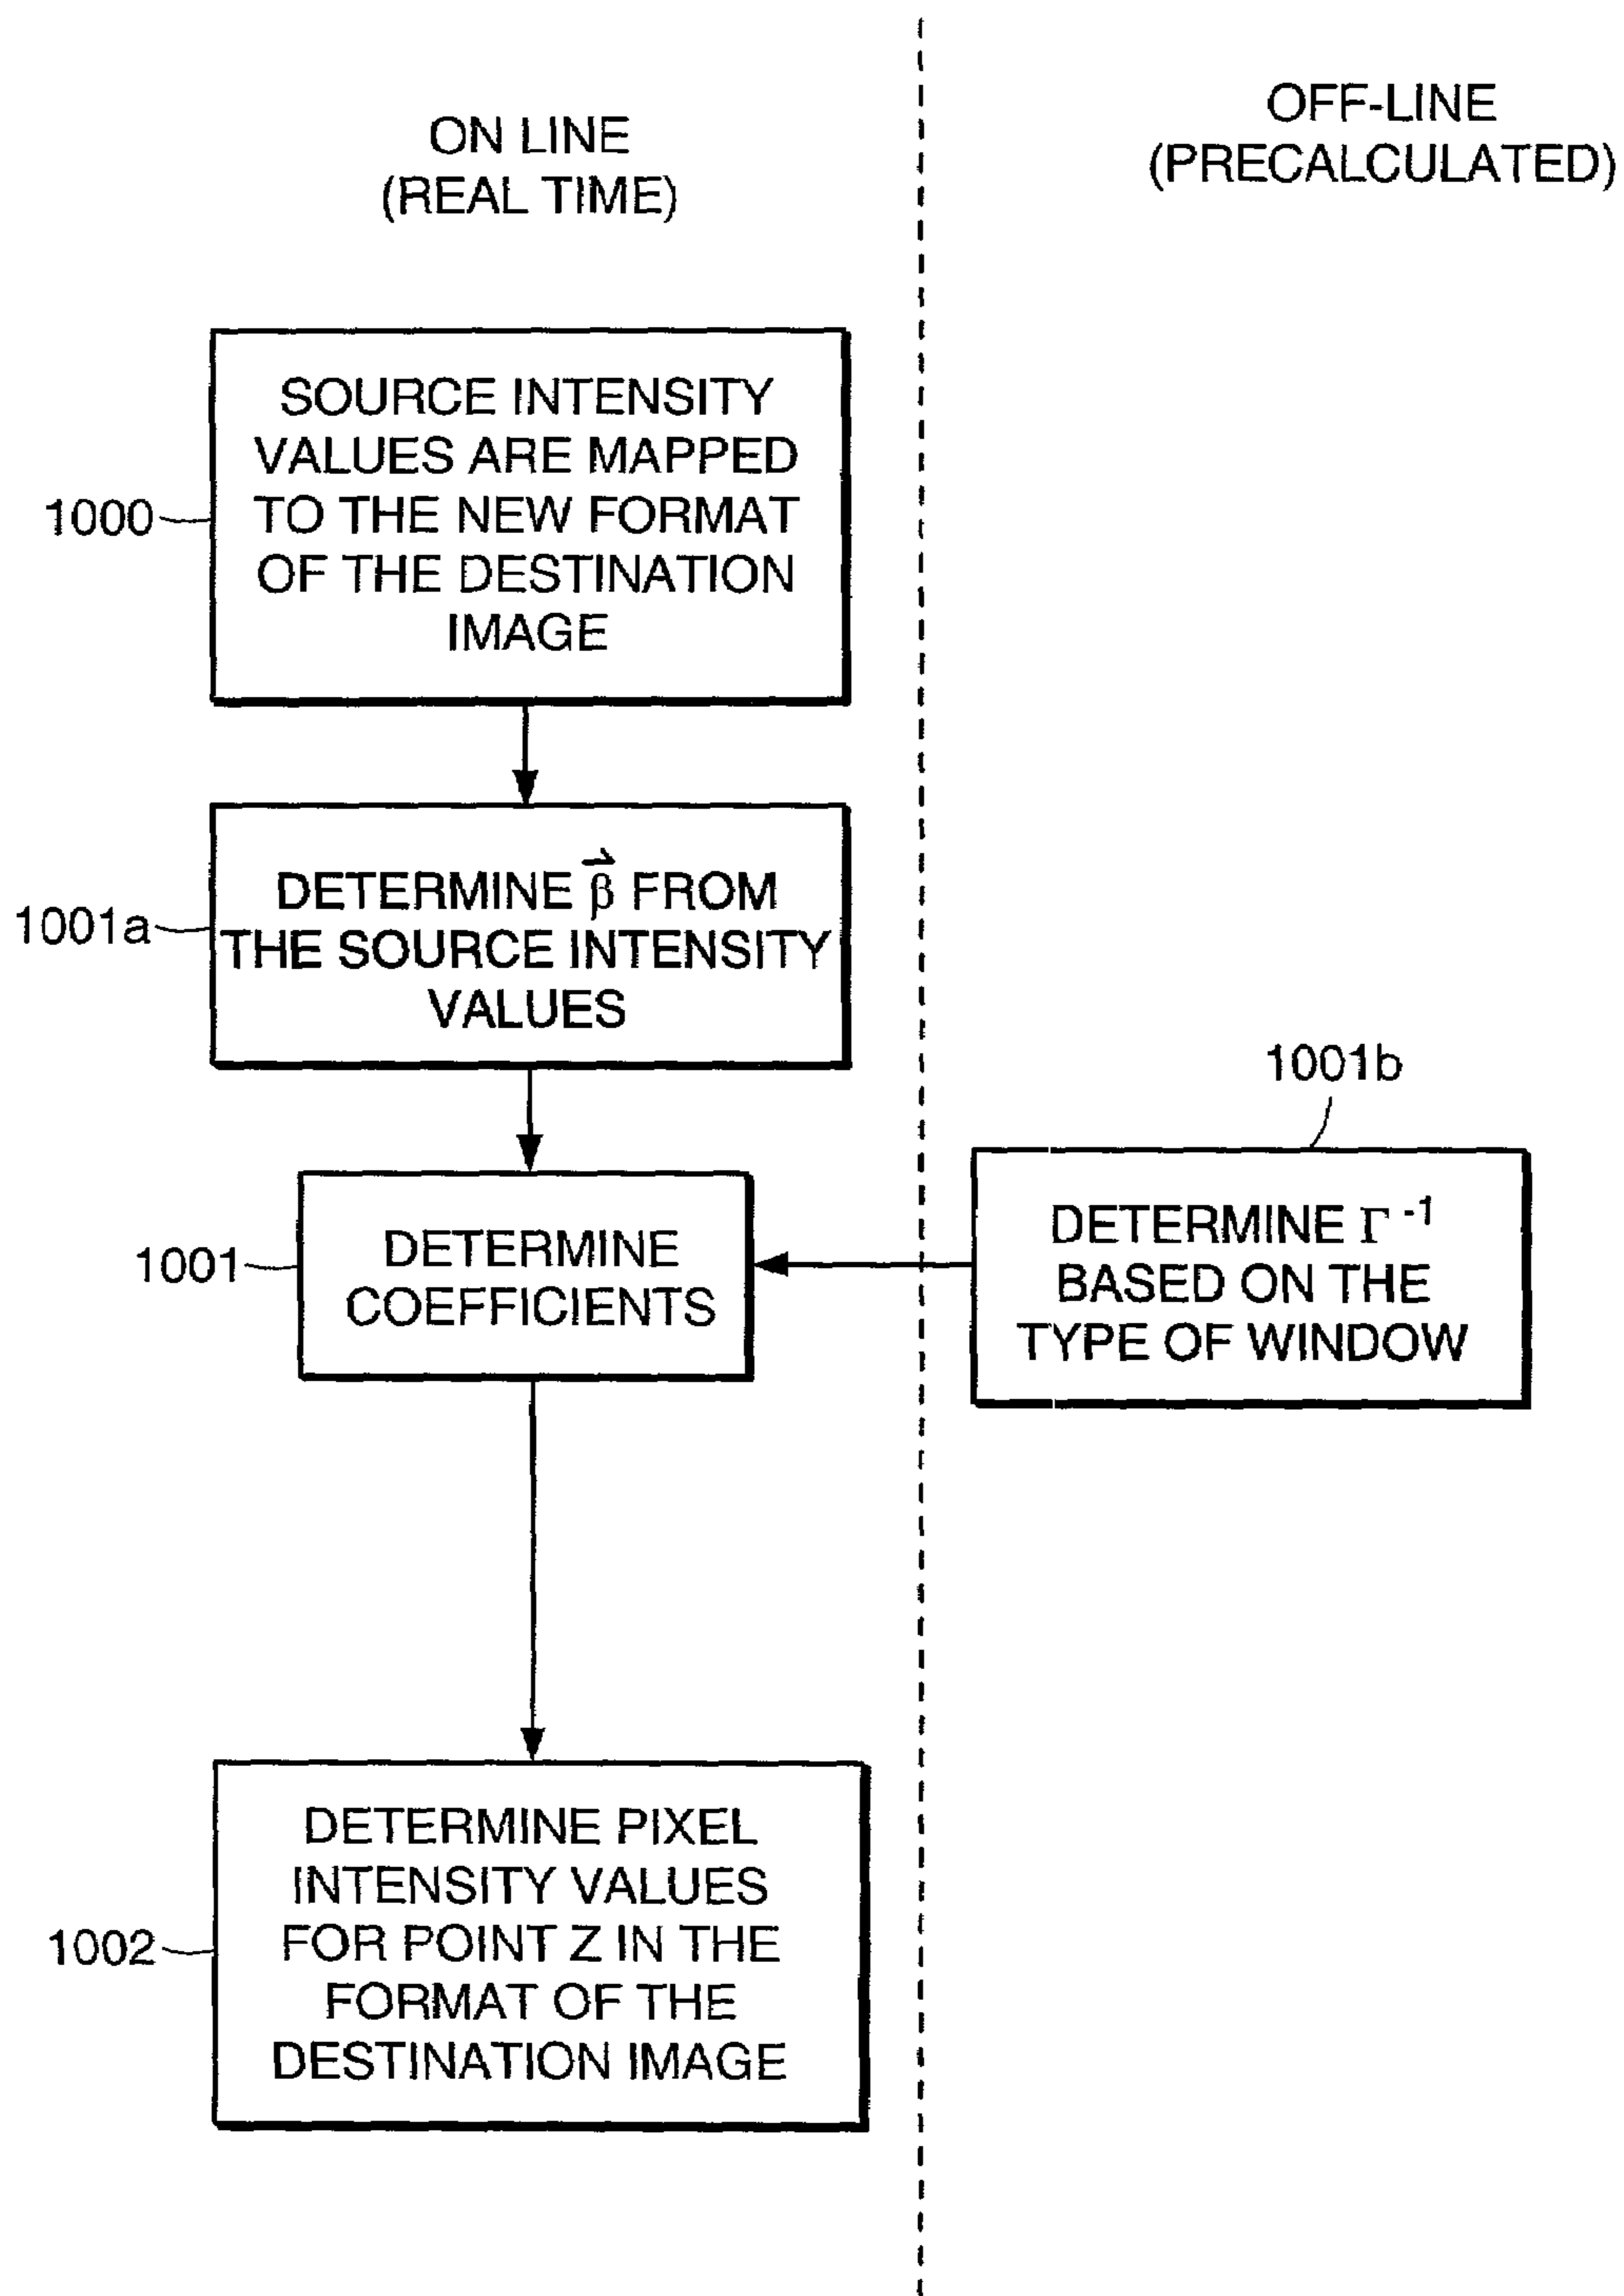 ON LINE
(REAL TIME)
OFF-LINE
(PRECALCULATED)
SOURCE INTENSITY
VALUES ARE MAPPED
TO THE NEW FORMAT
OF THE DESTINATION
IMAGE
1000
DETERMINE β⃗ FROM
THE SOURCE INTENSITY
VALUES
1001a
1001b
DETERMINE
COEFFICIENTS
1001
DETERMINE Γ⁻¹
BASED ON THE
TYPE OF WINDOW
DETERMINE PIXEL
INTENSITY VALUES
FOR POINT Z IN THE
FORMAT OF THE
DESTINATION IMAGE
1002